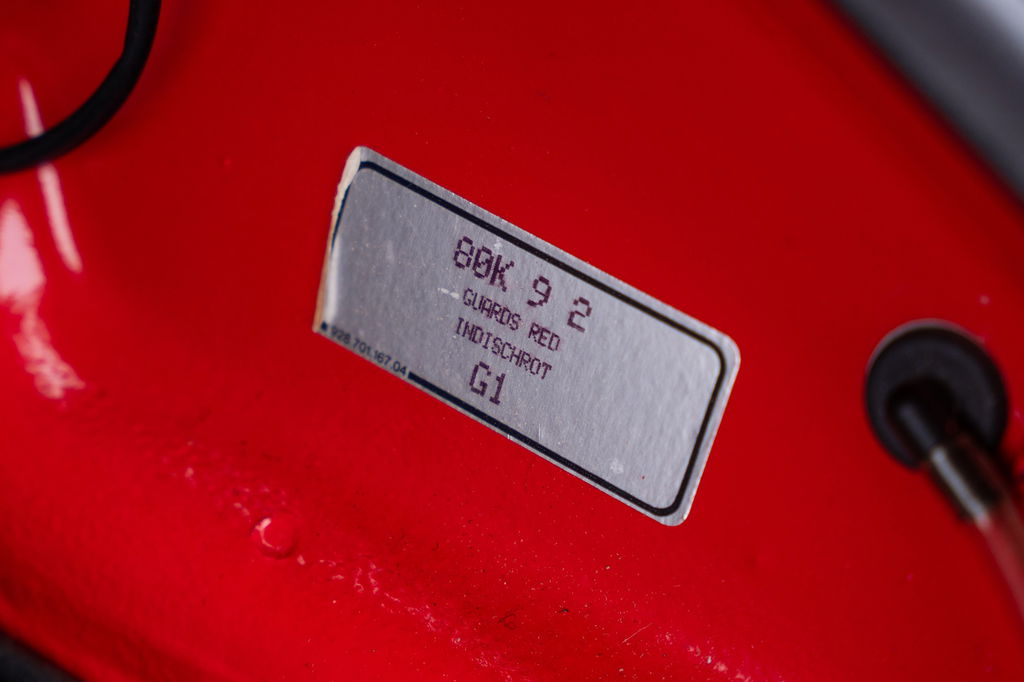 80K 9 2
GUARDS RED
INDISCHROT
G1
928.701.167.04